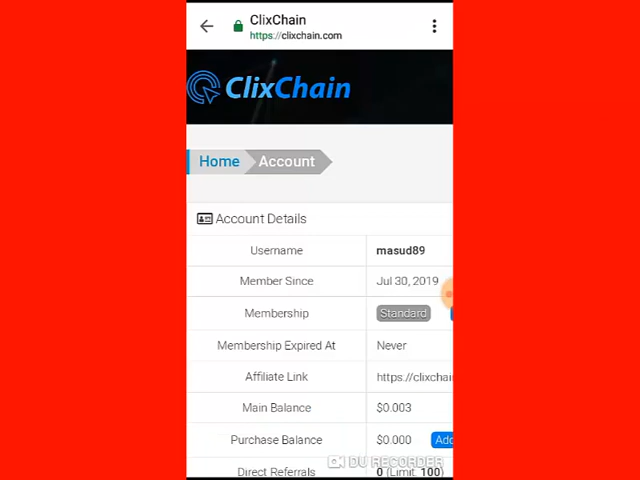 ClixChain
https://clixchain.com
ClixChain
Home Account
Account Details
Username masud89
Member Since Jul 30, 2019
Membership Standard
Membership Expired At Never
Affiliate Link https://clixchai
Main Balance $0.003
Purchase Balance $0.000 Add
DU RECORDER
Direct Referrals 0 (Limit: 100)